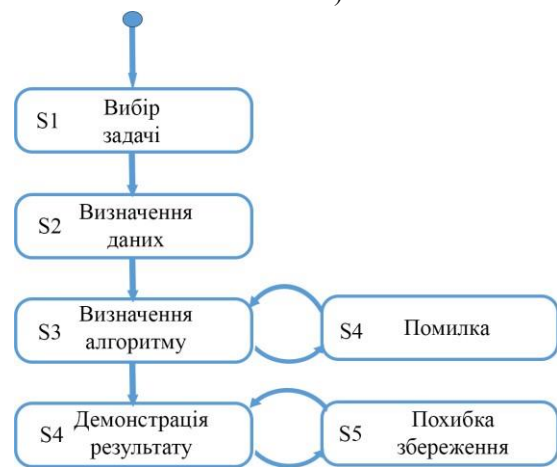 )
S1 Вибір
задачі
S2 Визначення
даних
S3 Визначення
алгоритму
S4 Помилка
S4 Демонстрація
результату
S5 Похибка
збереження